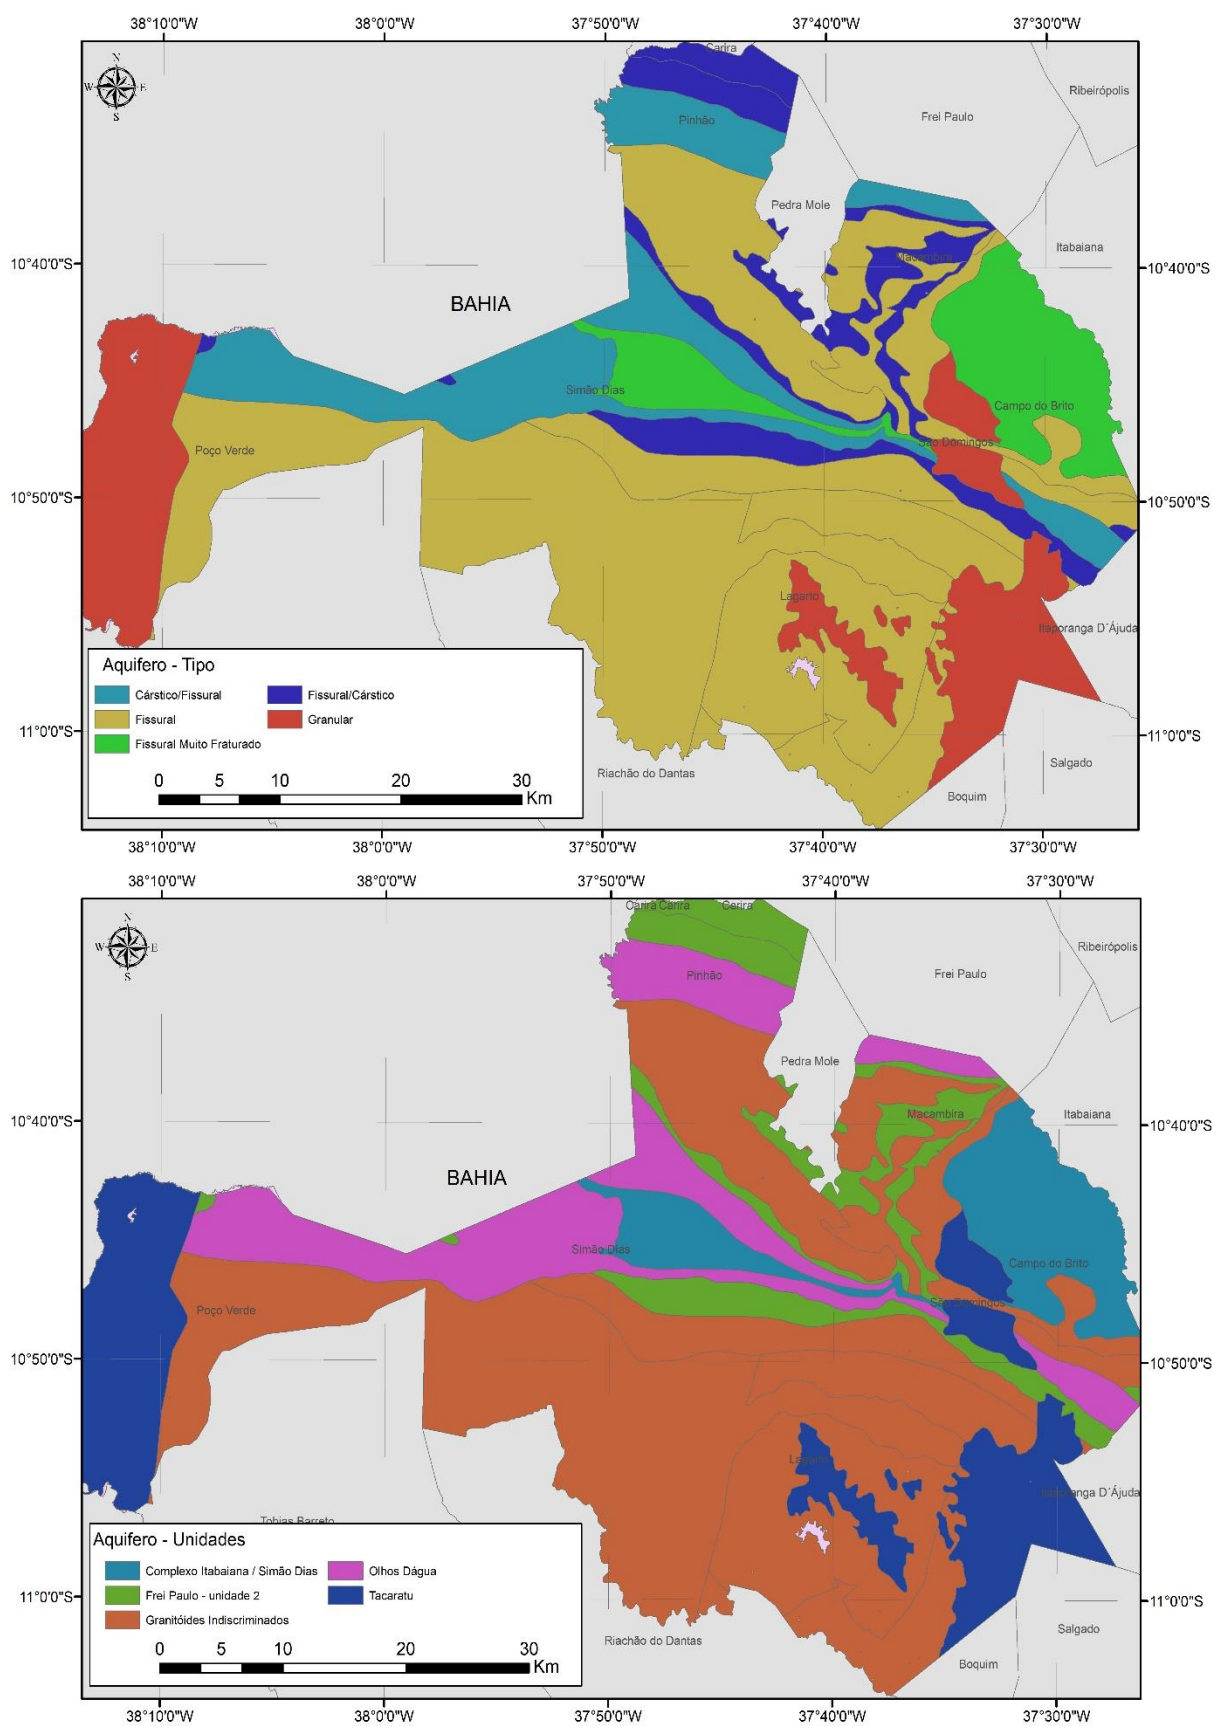 38°10'0"W 38°0'0"W 37°50'0"W 37°40'0"W 37°30'0"W
Carira
N
W E
S
Ribeirópolis
Frei Paulo
Pinhão
Pedra Mole
Itabaiana
Macambira
10°40'0"S 10°40'0"S
BAHIA
Simão Dias
Campo do Brito
São Domingos
Poço Verde
10°50'0"S 10°50'0"S
Lagarto
Itaporanga D´Ájuda
Aquifero - Tipo
Cárstico/Fissural Fissural/Cárstico
Fissural Granular
Fissural Muito Fraturado
11°0'0"S 11°0'0"S
Salgado
Riachão do Dantas
Boquim
0 5 10 20 30
Km
38°10'0"W 38°0'0"W 37°50'0"W 37°40'0"W 37°30'0"W
38°10'0"W 38°0'0"W 37°50'0"W 37°40'0"W 37°30'0"W
Carira Carira Carira
N
W E
S
Ribeirópolis
Frei Paulo
Pinhão
Pedra Mole
Macambira
Itabaiana
10°40'0"S 10°40'0"S
BAHIA
Simão Dias
Campo do Brito
São Domingos
Poço Verde
10°50'0"S 10°50'0"S
Lagarto
Itaporanga D´Ájuda
Tobias Barreto
Aquifero - Unidades
Complexo Itabaiana / Simão Dias Olhos Dágua
Frei Paulo - unidade 2 Tacaratu
Granitóides Indiscriminados
11°0'0"S 11°0'0"S
Salgado
Riachão do Dantas
Boquim
0 5 10 20 30
Km
38°10'0"W 38°0'0"W 37°50'0"W 37°40'0"W 37°30'0"W